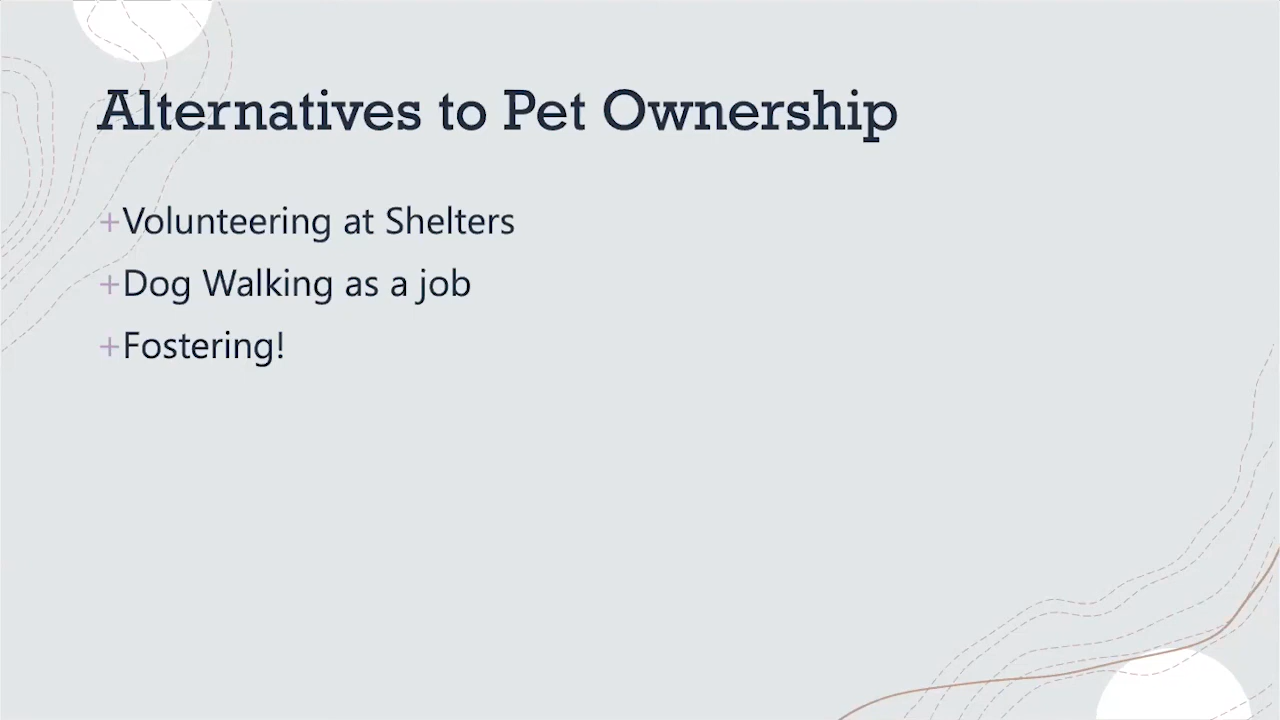 Alternatives to Pet Ownership
+Volunteering at Shelters
+Dog Walking as a job
+Fostering!